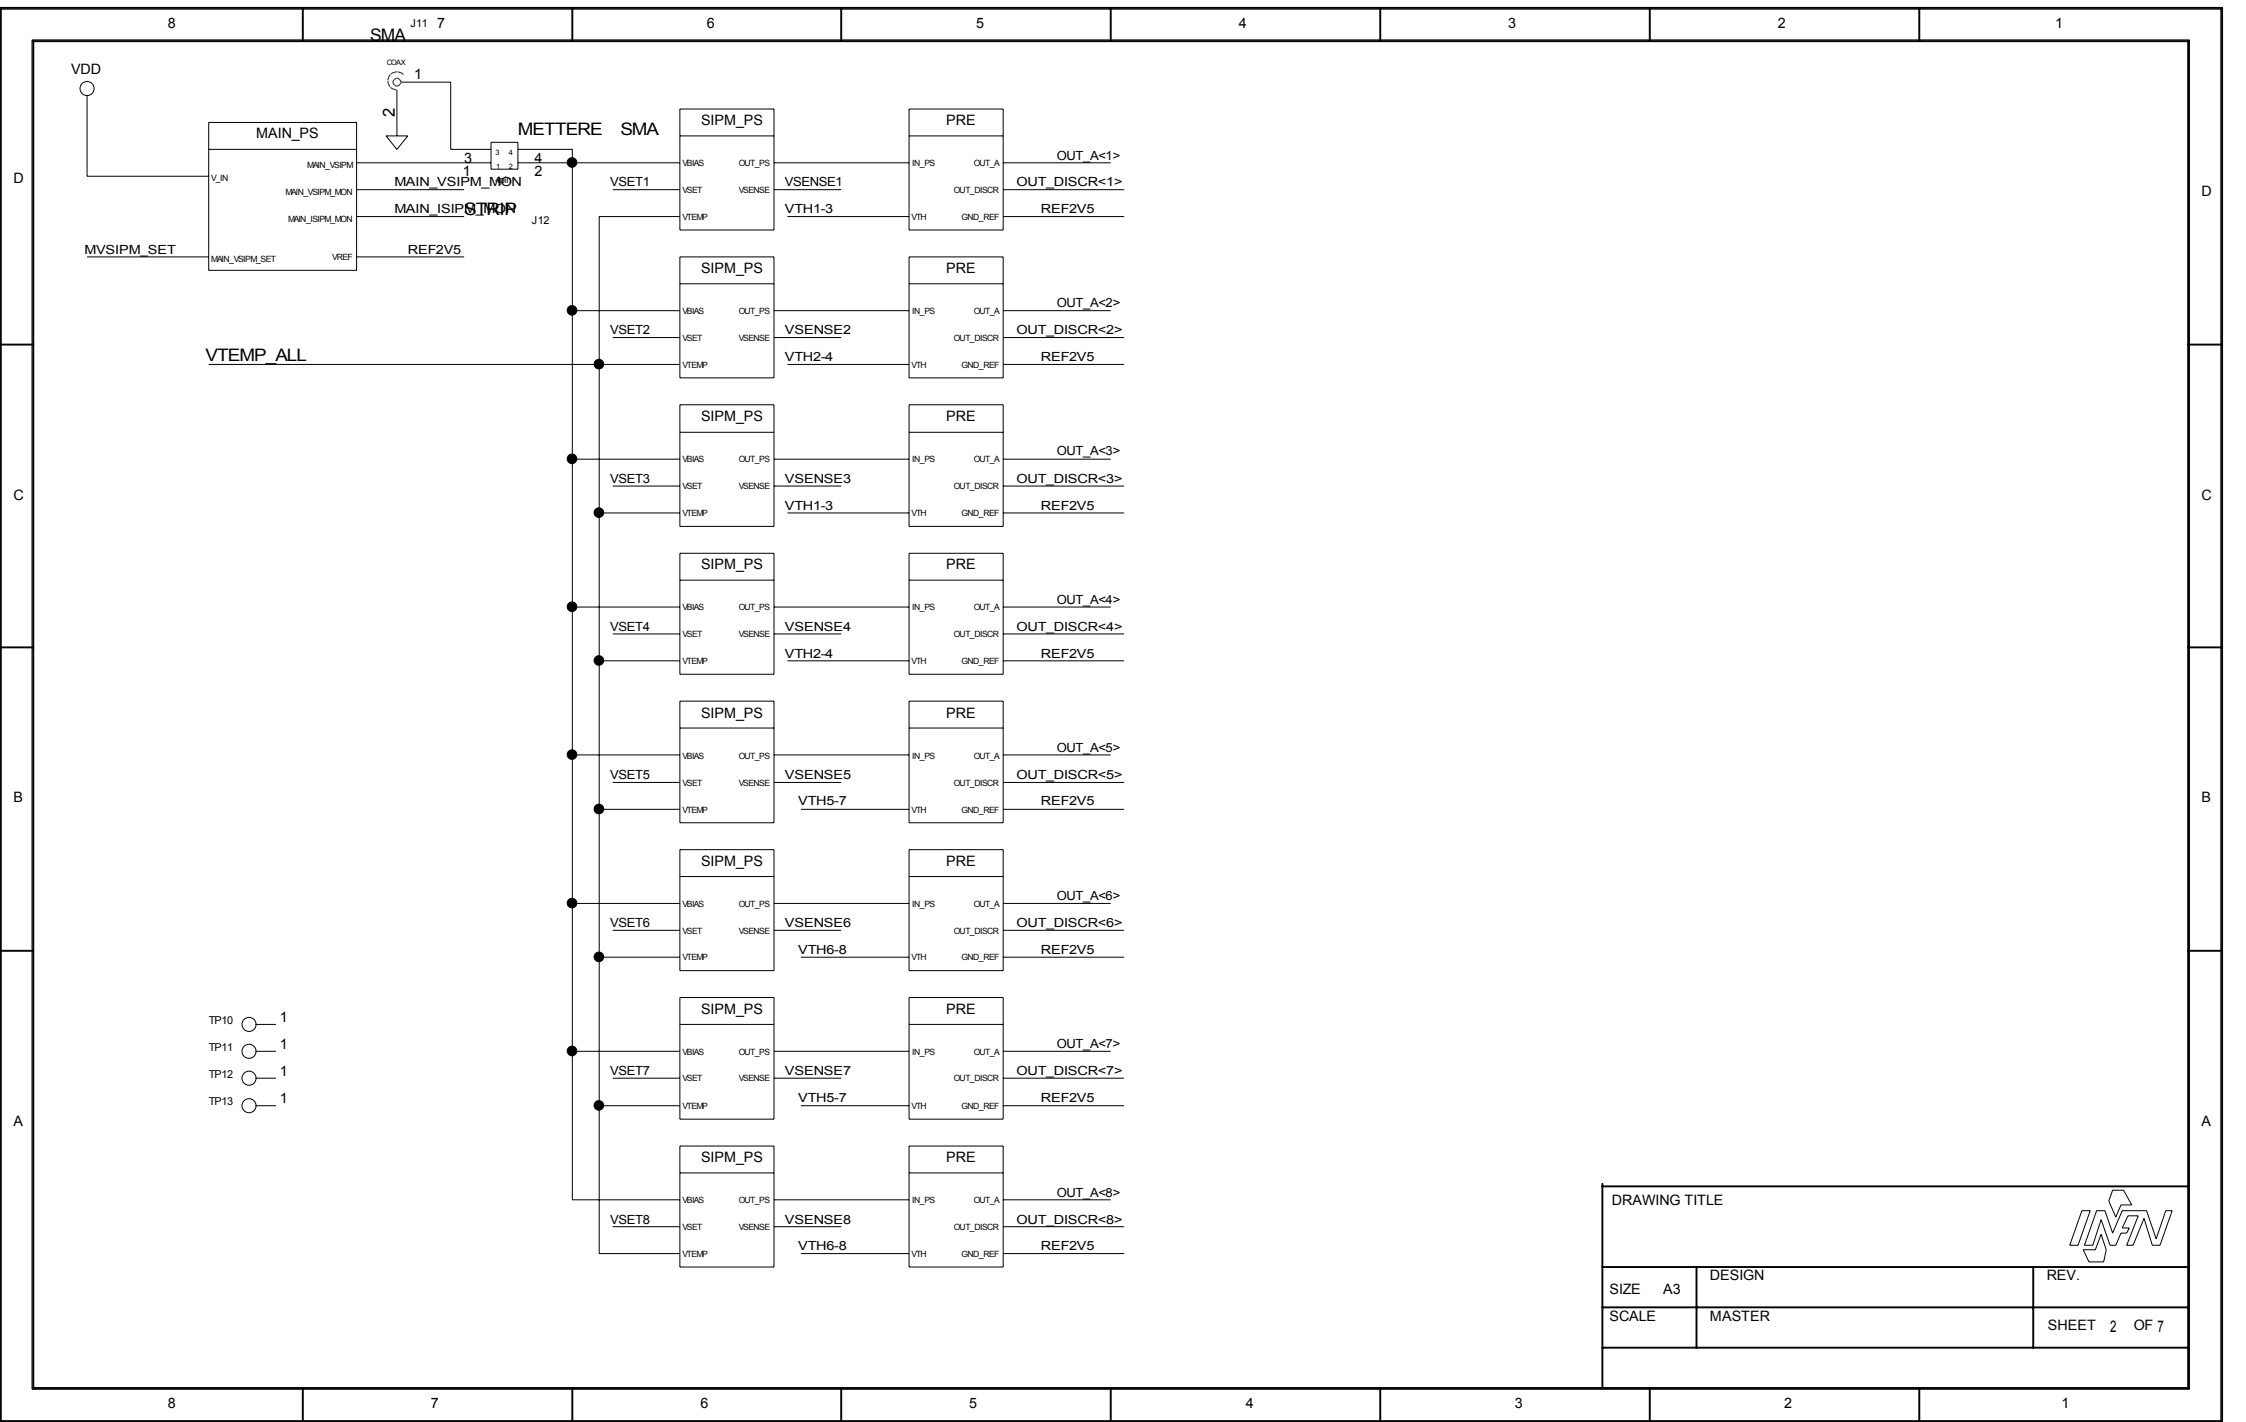 8 7 6 5 4 3 2 1
J11
SMA
COAX
1
2
VDD
MAIN_PS
V_IN
MAIN_VSIPM
MAIN_VSIPM_MON
MAIN_ISIPM_MON
MAIN_VSIPM_SET
VREF
MVSIPM_SET
REF2V5
MAIN_VSIPM_MON
MAIN_ISIPM_MON
STRIP
J12
METTERE SMA
3 4
1 2
3 4
1 2
D D
SIPM_PS PRE
VBIAS OUT_PS IN_PS OUT_A OUT_A<1>
VSET1 VSET VSENSE VSENSE1 OUT_DISCR OUT_DISCR<1>
VTEMP VTH1-3 VTH GND_REF REF2V5
SIPM_PS PRE
VBIAS OUT_PS IN_PS OUT_A OUT_A<2>
VSET2 VSET VSENSE VSENSE2 OUT_DISCR OUT_DISCR<2>
VTEMP_ALL VTEMP VTH2-4 VTH GND_REF REF2V5
C C
SIPM_PS PRE
VBIAS OUT_PS IN_PS OUT_A OUT_A<3>
VSET3 VSET VSENSE VSENSE3 OUT_DISCR OUT_DISCR<3>
VTEMP VTH1-3 VTH GND_REF REF2V5
SIPM_PS PRE
VBIAS OUT_PS IN_PS OUT_A OUT_A<4>
VSET4 VSET VSENSE VSENSE4 OUT_DISCR OUT_DISCR<4>
VTEMP VTH2-4 VTH GND_REF REF2V5
B B
SIPM_PS PRE
VBIAS OUT_PS IN_PS OUT_A OUT_A<5>
VSET5 VSET VSENSE VSENSE5 OUT_DISCR OUT_DISCR<5>
VTEMP VTH5-7 VTH GND_REF REF2V5
SIPM_PS PRE
VBIAS OUT_PS IN_PS OUT_A OUT_A<6>
VSET6 VSET VSENSE VSENSE6 OUT_DISCR OUT_DISCR<6>
VTEMP VTH6-8 VTH GND_REF REF2V5
A A
TP10 1
TP11 1
TP12 1
TP13 1
SIPM_PS PRE
VBIAS OUT_PS IN_PS OUT_A OUT_A<7>
VSET7 VSET VSENSE VSENSE7 OUT_DISCR OUT_DISCR<7>
VTEMP VTH5-7 VTH GND_REF REF2V5
SIPM_PS PRE
VBIAS OUT_PS IN_PS OUT_A OUT_A<8>
VSET8 VSET VSENSE VSENSE8 OUT_DISCR OUT_DISCR<8>
VTEMP VTH6-8 VTH GND_REF REF2V5
DRAWING TITLE
INFN
SIZE A3 DESIGN REV.
SCALE MASTER SHEET 2 OF 7
8 7 6 5 4 3 2 1